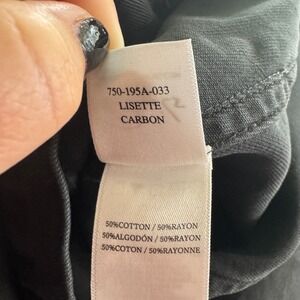 750-195A-033
LISETTE
CARBON
50%COTTON / 50%RAYON
50%ALGODÓN / 50%RAYON
50%COTON / 50%RAYONNE